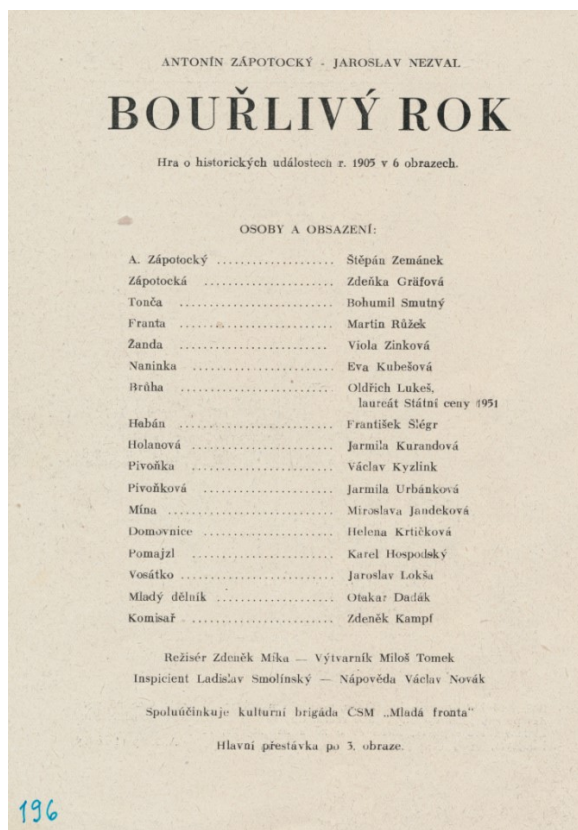 ANTONÍN ZÁPOTOCKÝ - JAROSLAV NEZVAL
BOUŘLIVÝ ROK
Hra o historických událostech r. 1905 v 6 obrazech.
OSOBY A OBSAZENÍ:
A. Zápotocký .................... Štěpán Zemánek
Zápotocká ...................... Zdeňka Gräfová
Tonča .......................... Bohumil Smutný
Franta .......................... Martin Růžek
Žanda .......................... Viola Zinková
Naninka ........................ Eva Kubešová
Brůha .......................... Oldřich Lukeš,
laureát Státní ceny 1951
Habán .......................... František Šlégr
Holanová ........................ Jarmila Kurandová
Pivoňka ........................ Václav Kyzlink
Pivoňková ...................... Jarmila Urbánková
Mína ............................ Miroslava Jandeková
Domovnice ...................... Helena Krtičková
Pomajzl ........................ Karel Hospodský
Vosátko .......................... Jaroslav Lokša
Mladý dělník .................... Otakar Dadák
Komisař ........................ Zdeněk Kampf
Režisér Zdeněk Míka — Výtvarník Miloš Tomek
Inspicient Ladislav Smolínský — Nápověda Václav Novák
Spoluúčinkuje kulturní brigáda ČSM „Mladá fronta"
Hlavní přestávka po 3. obraze.
196